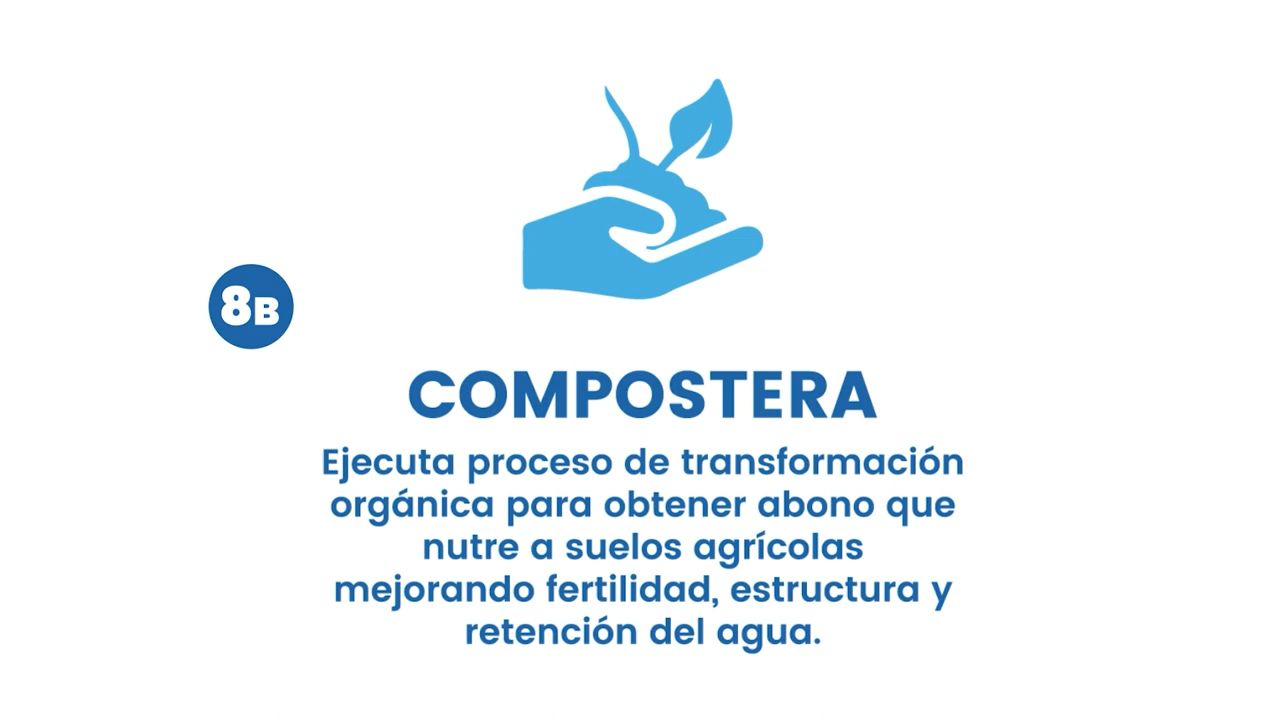 8B
COMPOSTERA
Ejecuta proceso de transformación
orgánica para obtener abono que
nutre a suelos agrícolas
mejorando fertilidad, estructura y
retención del agua.